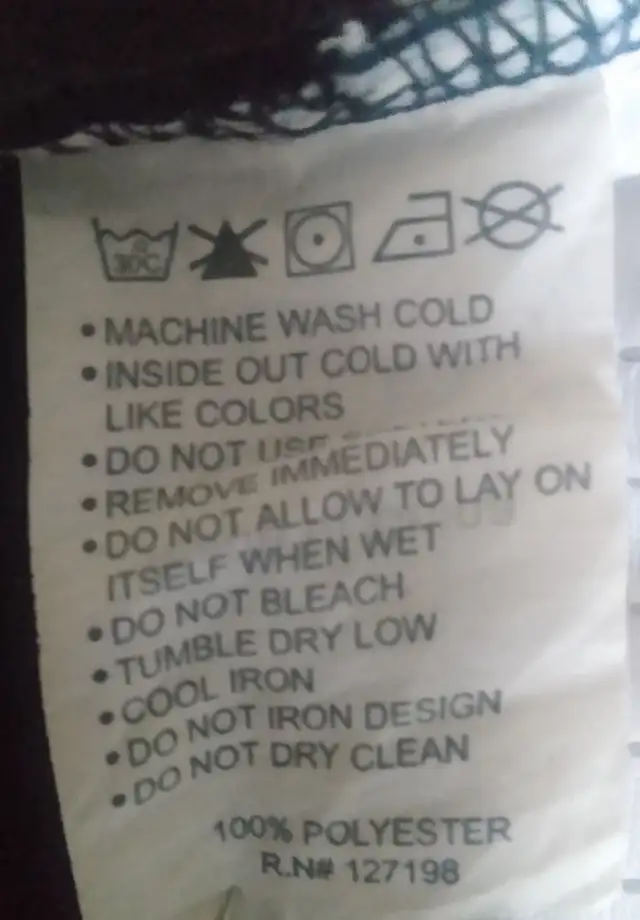 30°C
• MACHINE WASH COLD
• INSIDE OUT COLD WITH
LIKE COLORS
• DO NOT USE
• REMOVE IMMEDIATELY
• DO NOT ALLOW TO LAY ON
ITSELF WHEN WET
• DO NOT BLEACH
• TUMBLE DRY LOW
• COOL IRON
• DO NOT IRON DESIGN
• DO NOT DRY CLEAN
100% POLYESTER
R.N# 127198